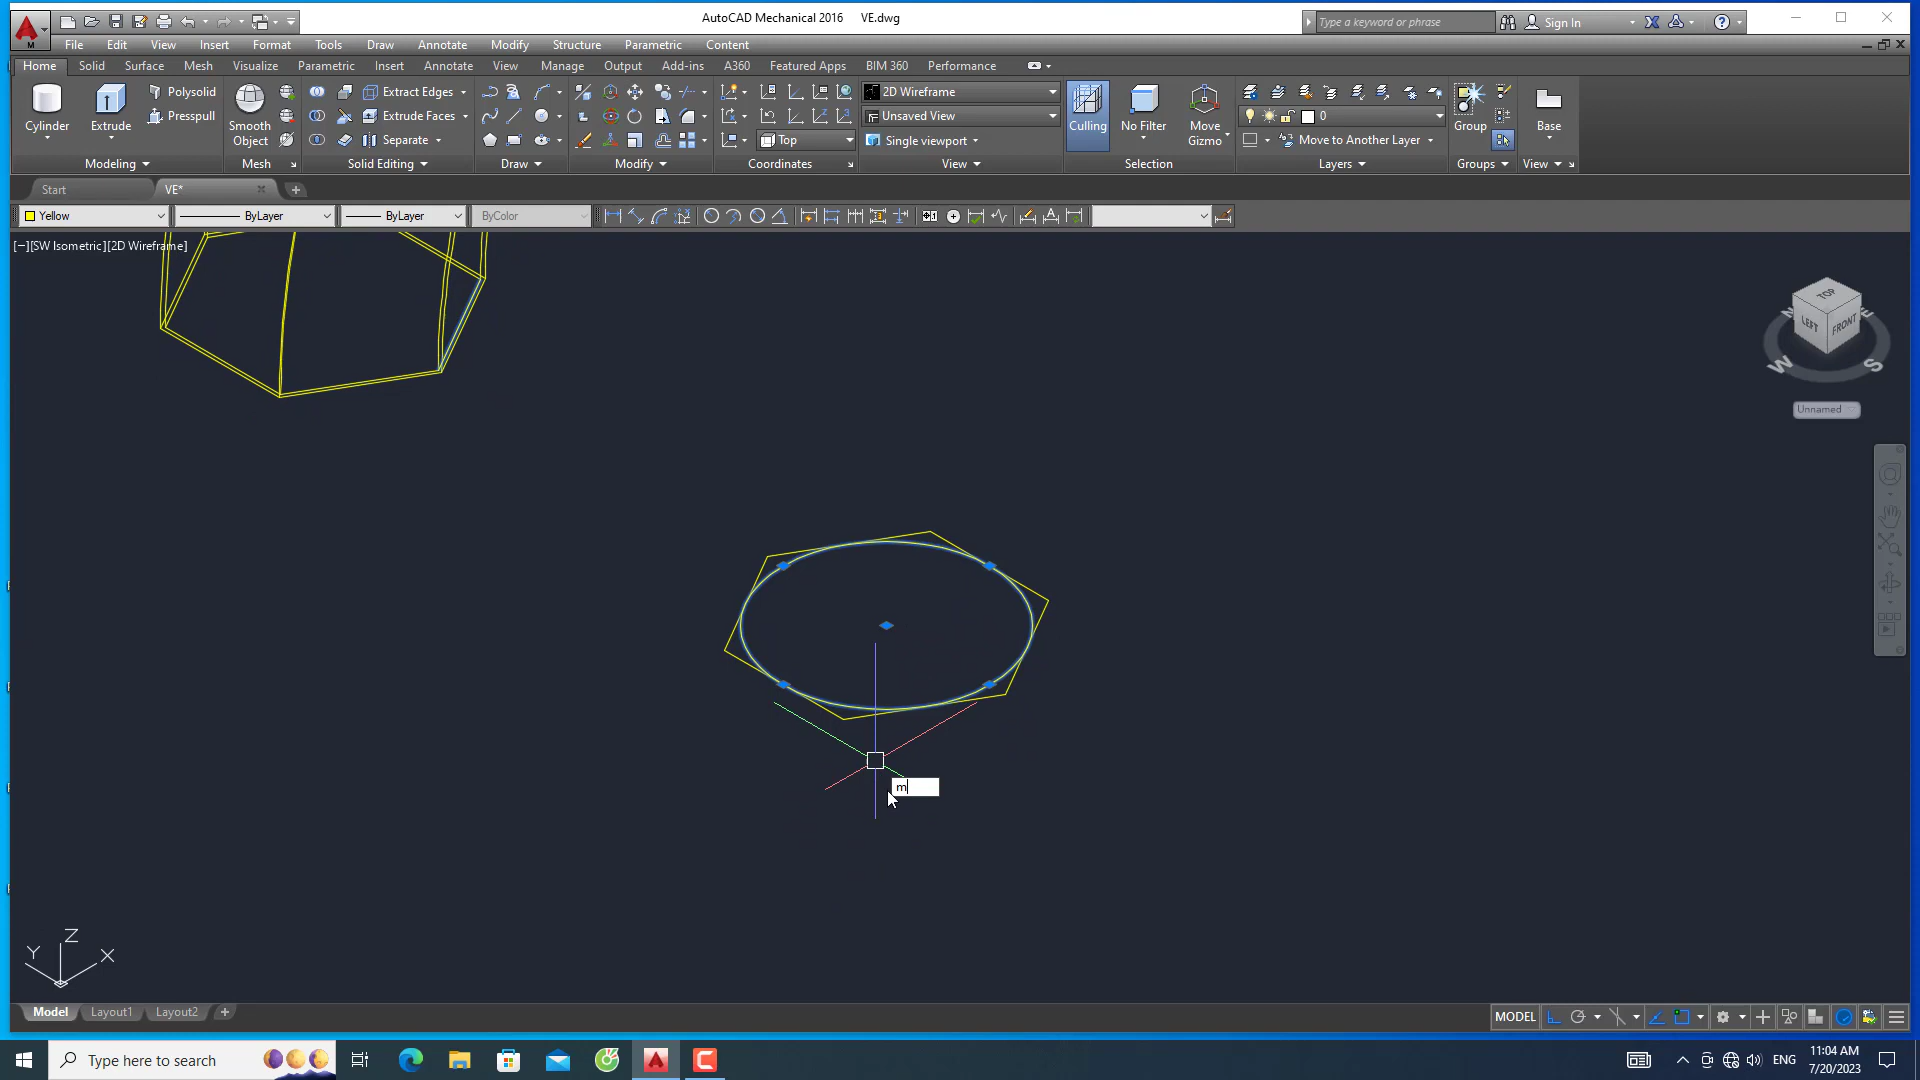 AutoCAD Mechanical 2016 VE.dwg
Type a keyword or phrase
Sign In
M
File Edit View Insert Format Tools Draw Annotate Modify Structure Parametric Content
Home Solid Surface Mesh Visualize Parametric Insert Annotate View Manage Output Add-ins A360 Featured Apps BIM 360 Performance
Polysolid Extract Edges 2D Wireframe
Cylinder Extrude Presspull Smooth Object Extract Faces Unsaved View Culling No Filter Move Gizmo 0 Group Base
Separate Top Single viewport Move to Another Layer
Modeling Mesh Solid Editing Draw Modify Coordinates View Selection Layers Groups View
Start VE*
Yellow ByLayer ByLayer ByColor
[−][SW Isometric][2D Wireframe]
TOP
LEFT FRONT
N E
W S
Unnamed
m
Z
Y X
Model Layout1 Layout2
MODEL
Type here to search
ENG
11:04 AM
7/20/2023